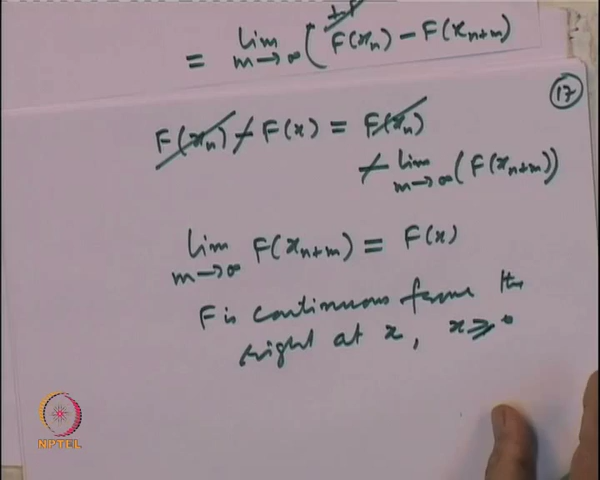 = lim m→∞ ( F(xₙ) − F(xₙ₊ₘ)
17
F(xₙ) − F(x) = F(xₙ)
− lim m→∞ (F(xₙ₊ₘ))
lim m→∞ F(xₙ₊ₘ) = F(x)
F is continuous from the
right at x, x ≥ 0
NPTEL